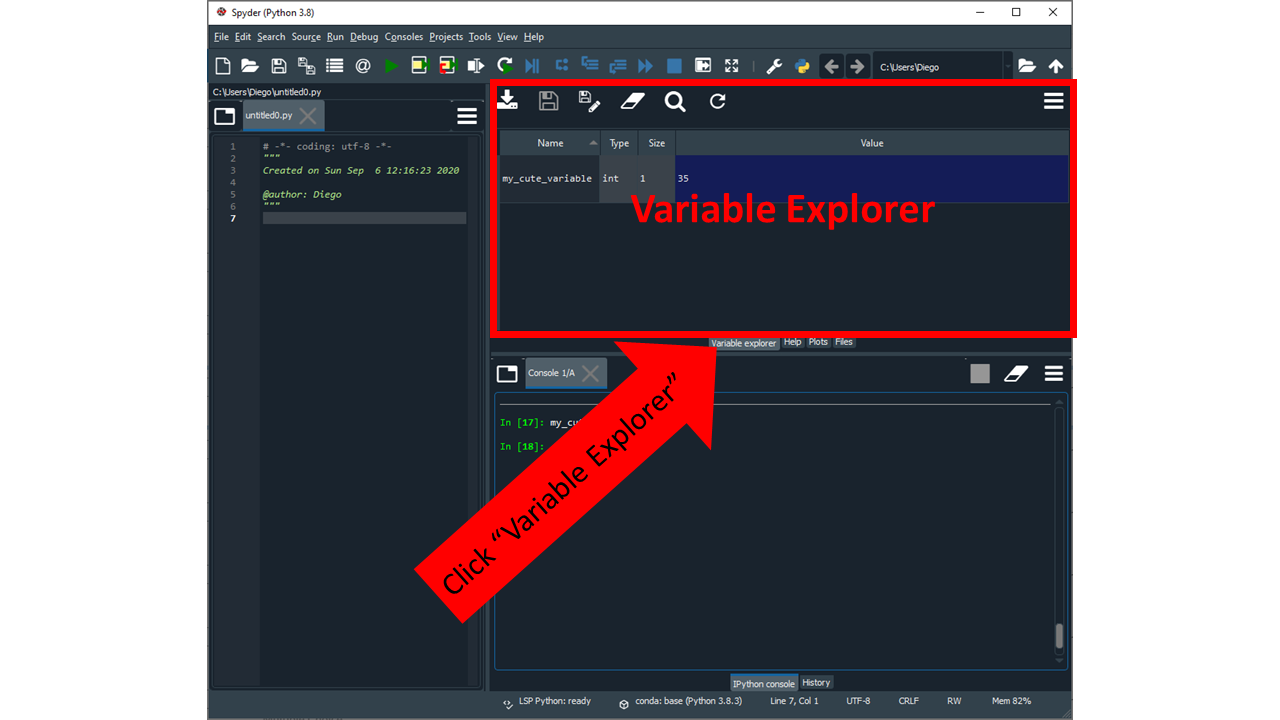 Spyder (Python 3.8)
File Edit Search Source Run Debug Consoles Projects Tools View Help
C:\Users\Diego
C:\Users\Diego\untitled0.py
untitled0.py
1 # -*- coding: utf-8 -*-
2 """
3 Created on Sun Sep  6 12:16:23 2020
4
5 @author: Diego
6 """
7
Name Type Size Value
my_cute_variable int 1 35
Variable Explorer
Variable explorer Help Plots Files
Console 1/A
In [17]: my_cu
In [18]:
Click “Variable Explorer”
IPython console History
LSP Python: ready conda: base (Python 3.8.3) Line 7, Col 1 UTF-8 CRLF RW Mem 82%